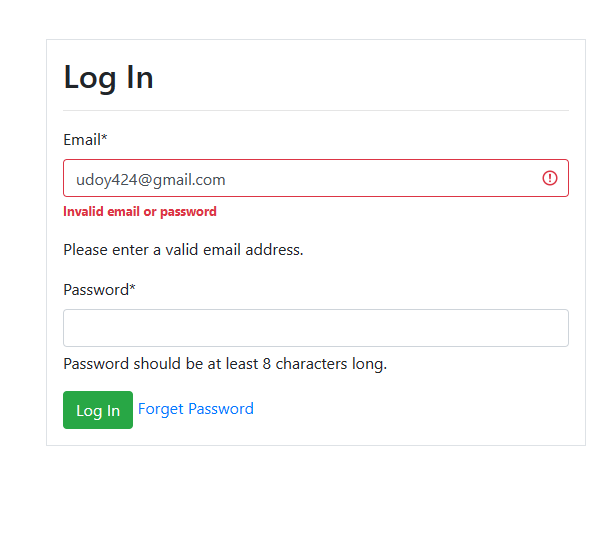 Log In
Email*
udoy424@gmail.com
Invalid email or password
Please enter a valid email address.
Password*
Password should be at least 8 characters long.
Log In Forget Password